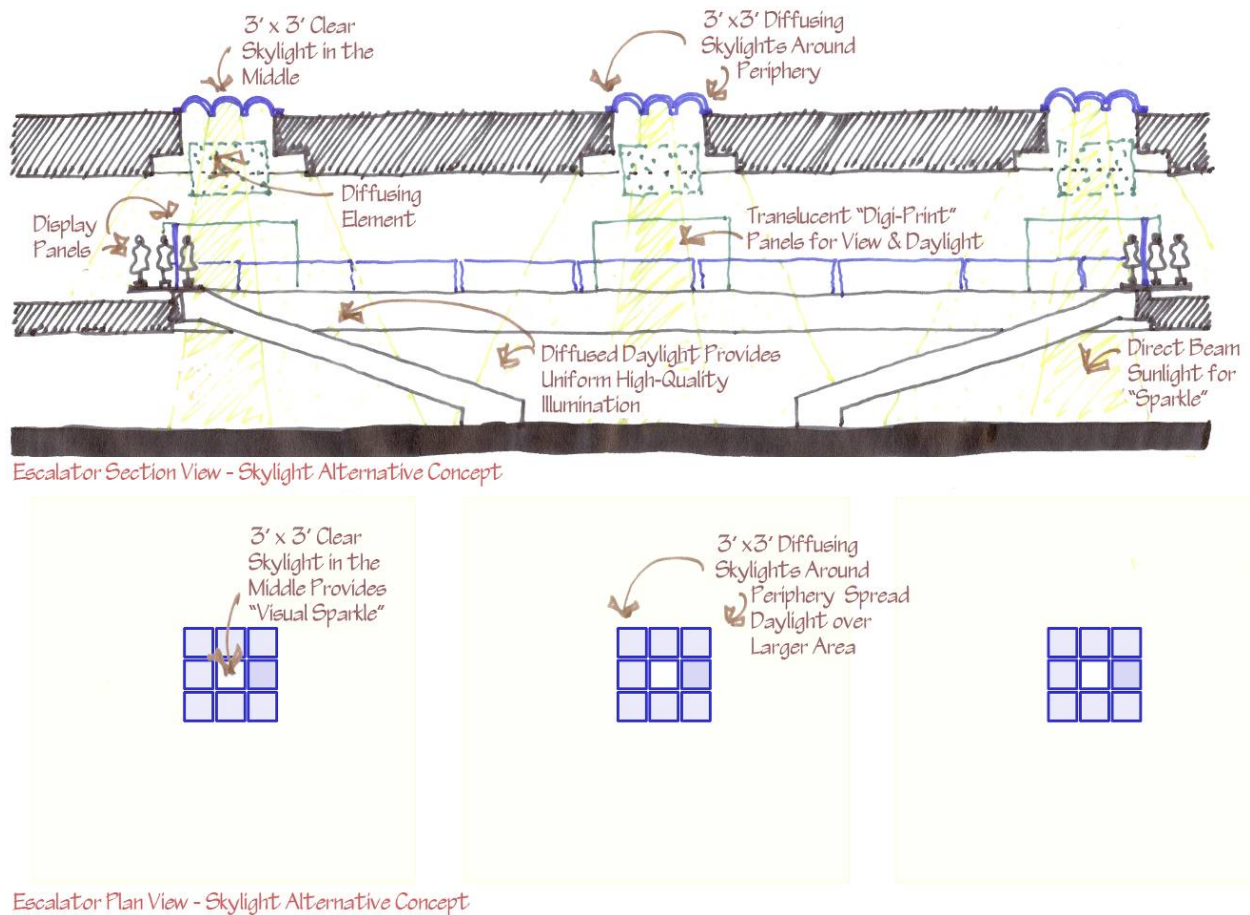 3' x 3' Clear
Skylight in the
Middle
3' x3' Diffusing
Skylights Around
Periphery
Diffusing
Element
Display
Panels
Translucent "Digi-Print"
Panels for View & Daylight
Diffused Daylight Provides
Uniform High-Quality
Illumination
Direct Beam
Sunlight for
"Sparkle"
Escalator Section View - Skylight Alternative Concept
3' x 3' Clear
Skylight in the
Middle Provides
"Visual Sparkle"
3' x3' Diffusing
Skylights Around
Periphery Spread
Daylight over
Larger Area
Escalator Plan View - Skylight Alternative Concept